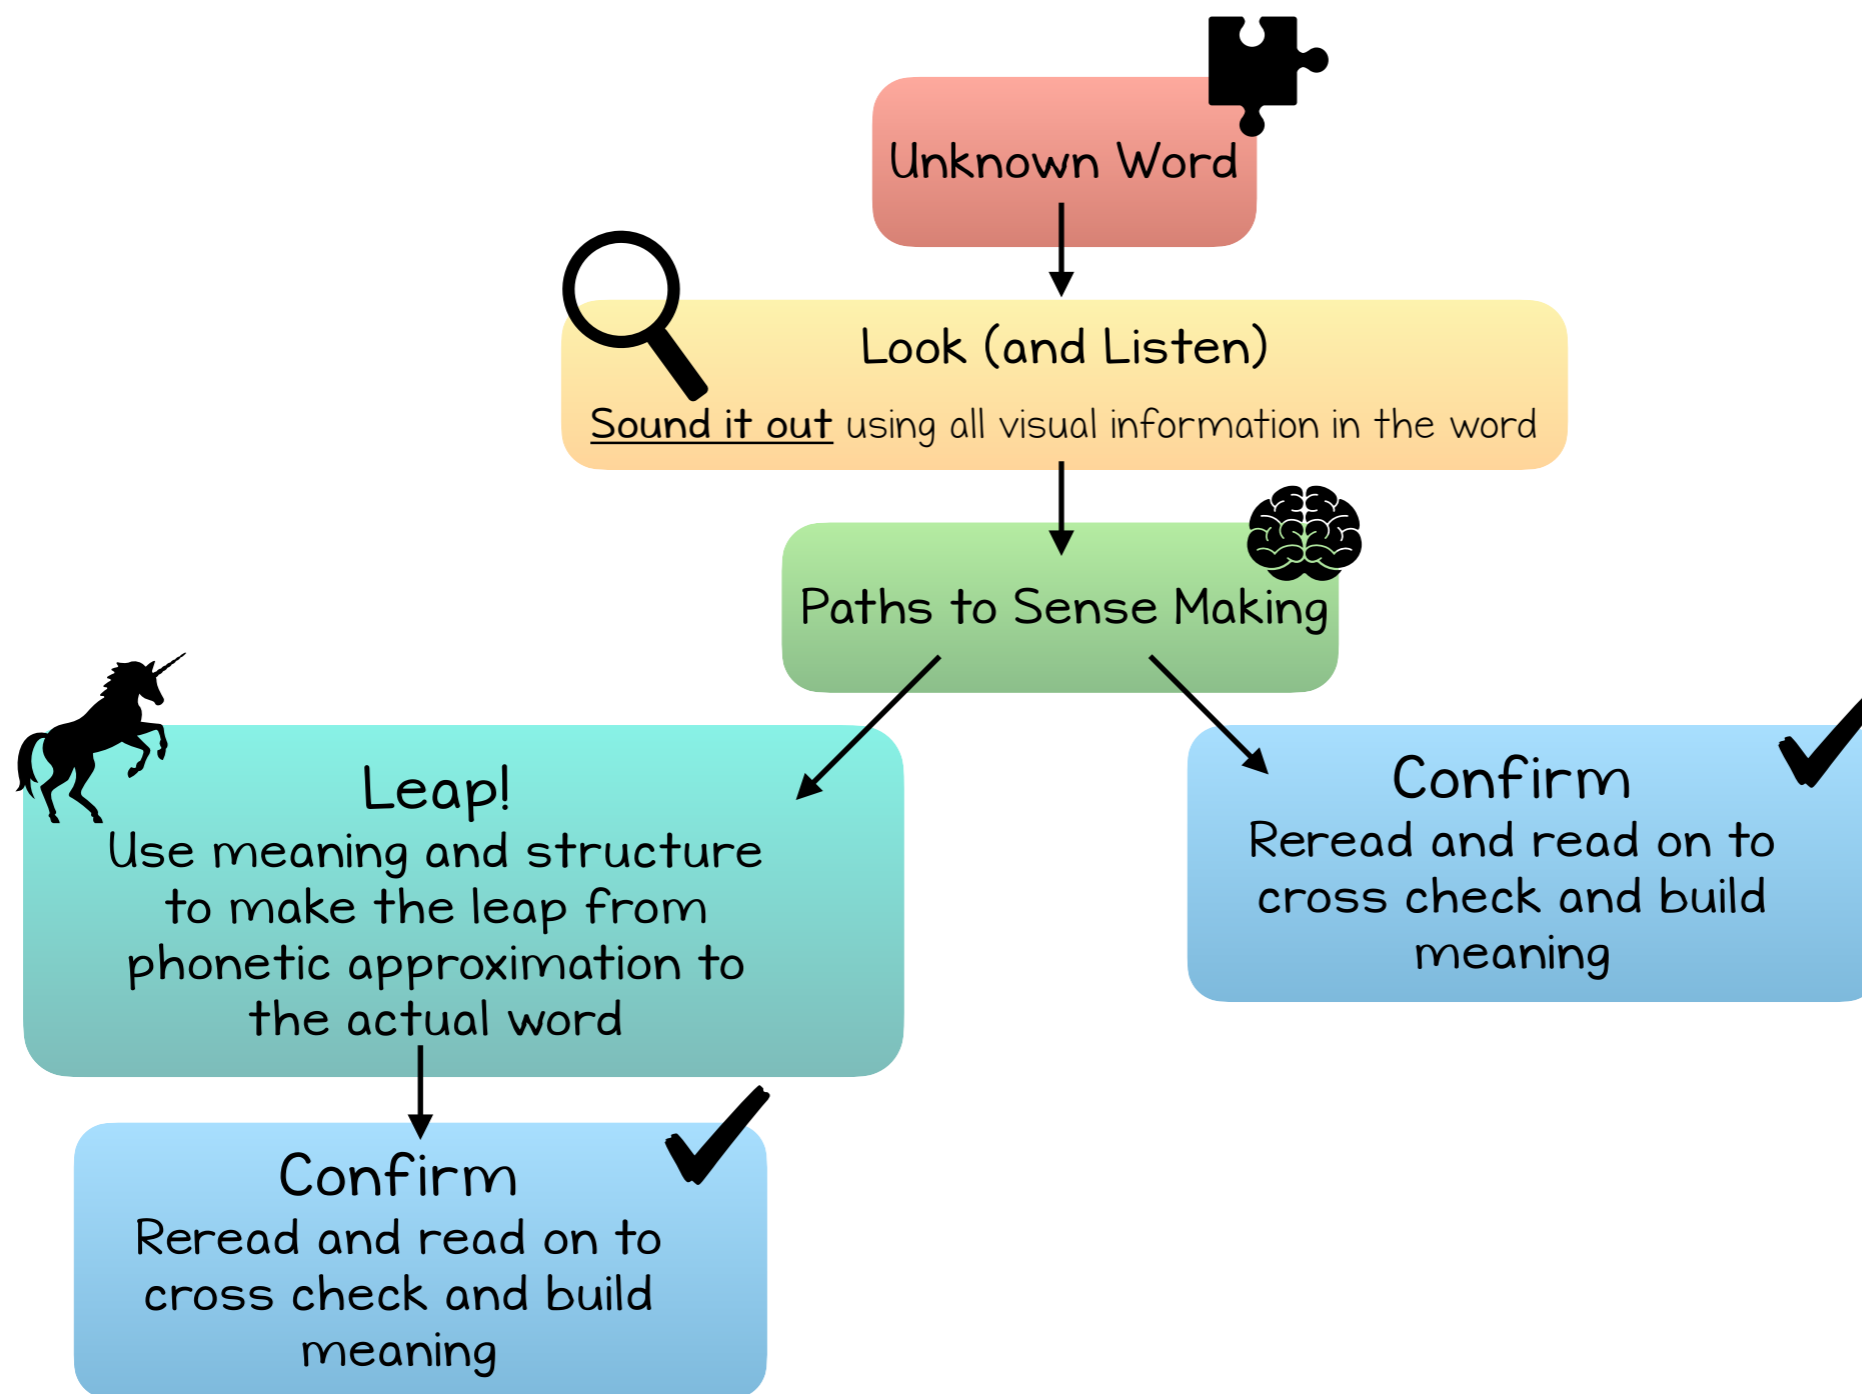 Unknown Word
Look (and Listen)
Sound it out using all visual information in the word
Paths to Sense Making
Leap!
Use meaning and structure
to make the leap from
phonetic approximation to
the actual word
Confirm
Reread and read on to
cross check and build
meaning
Confirm
Reread and read on to
cross check and build
meaning